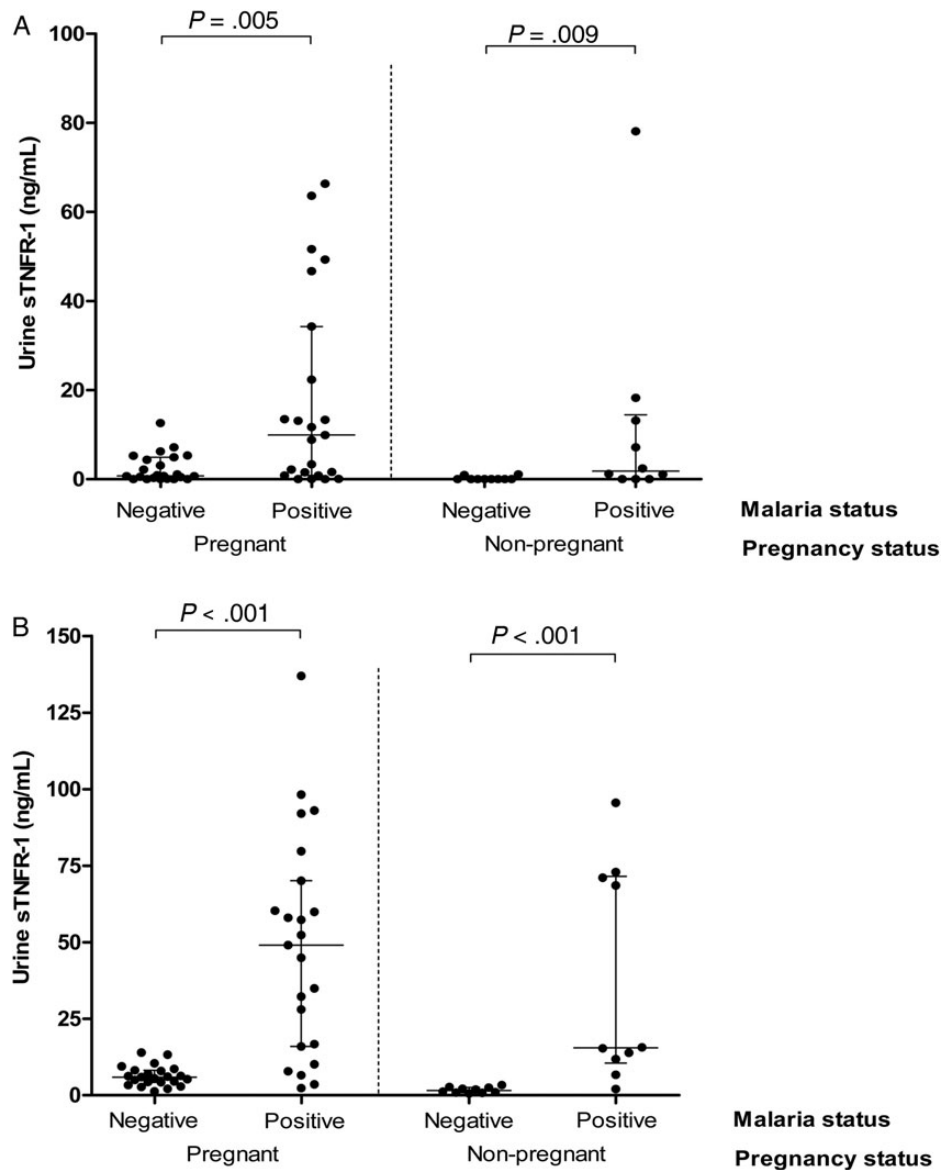 A
P = .005
P = .009
100
80
60
40
20
0
Urine sTNFR-1 (ng/mL)
Negative Positive Negative Positive Malaria status
Pregnant Non-pregnant Pregnancy status
B
P < .001
P < .001
150
125
100
75
50
25
0
Urine sTNFR-1 (ng/mL)
Negative Positive Negative Positive Malaria status
Pregnant Non-pregnant Pregnancy status